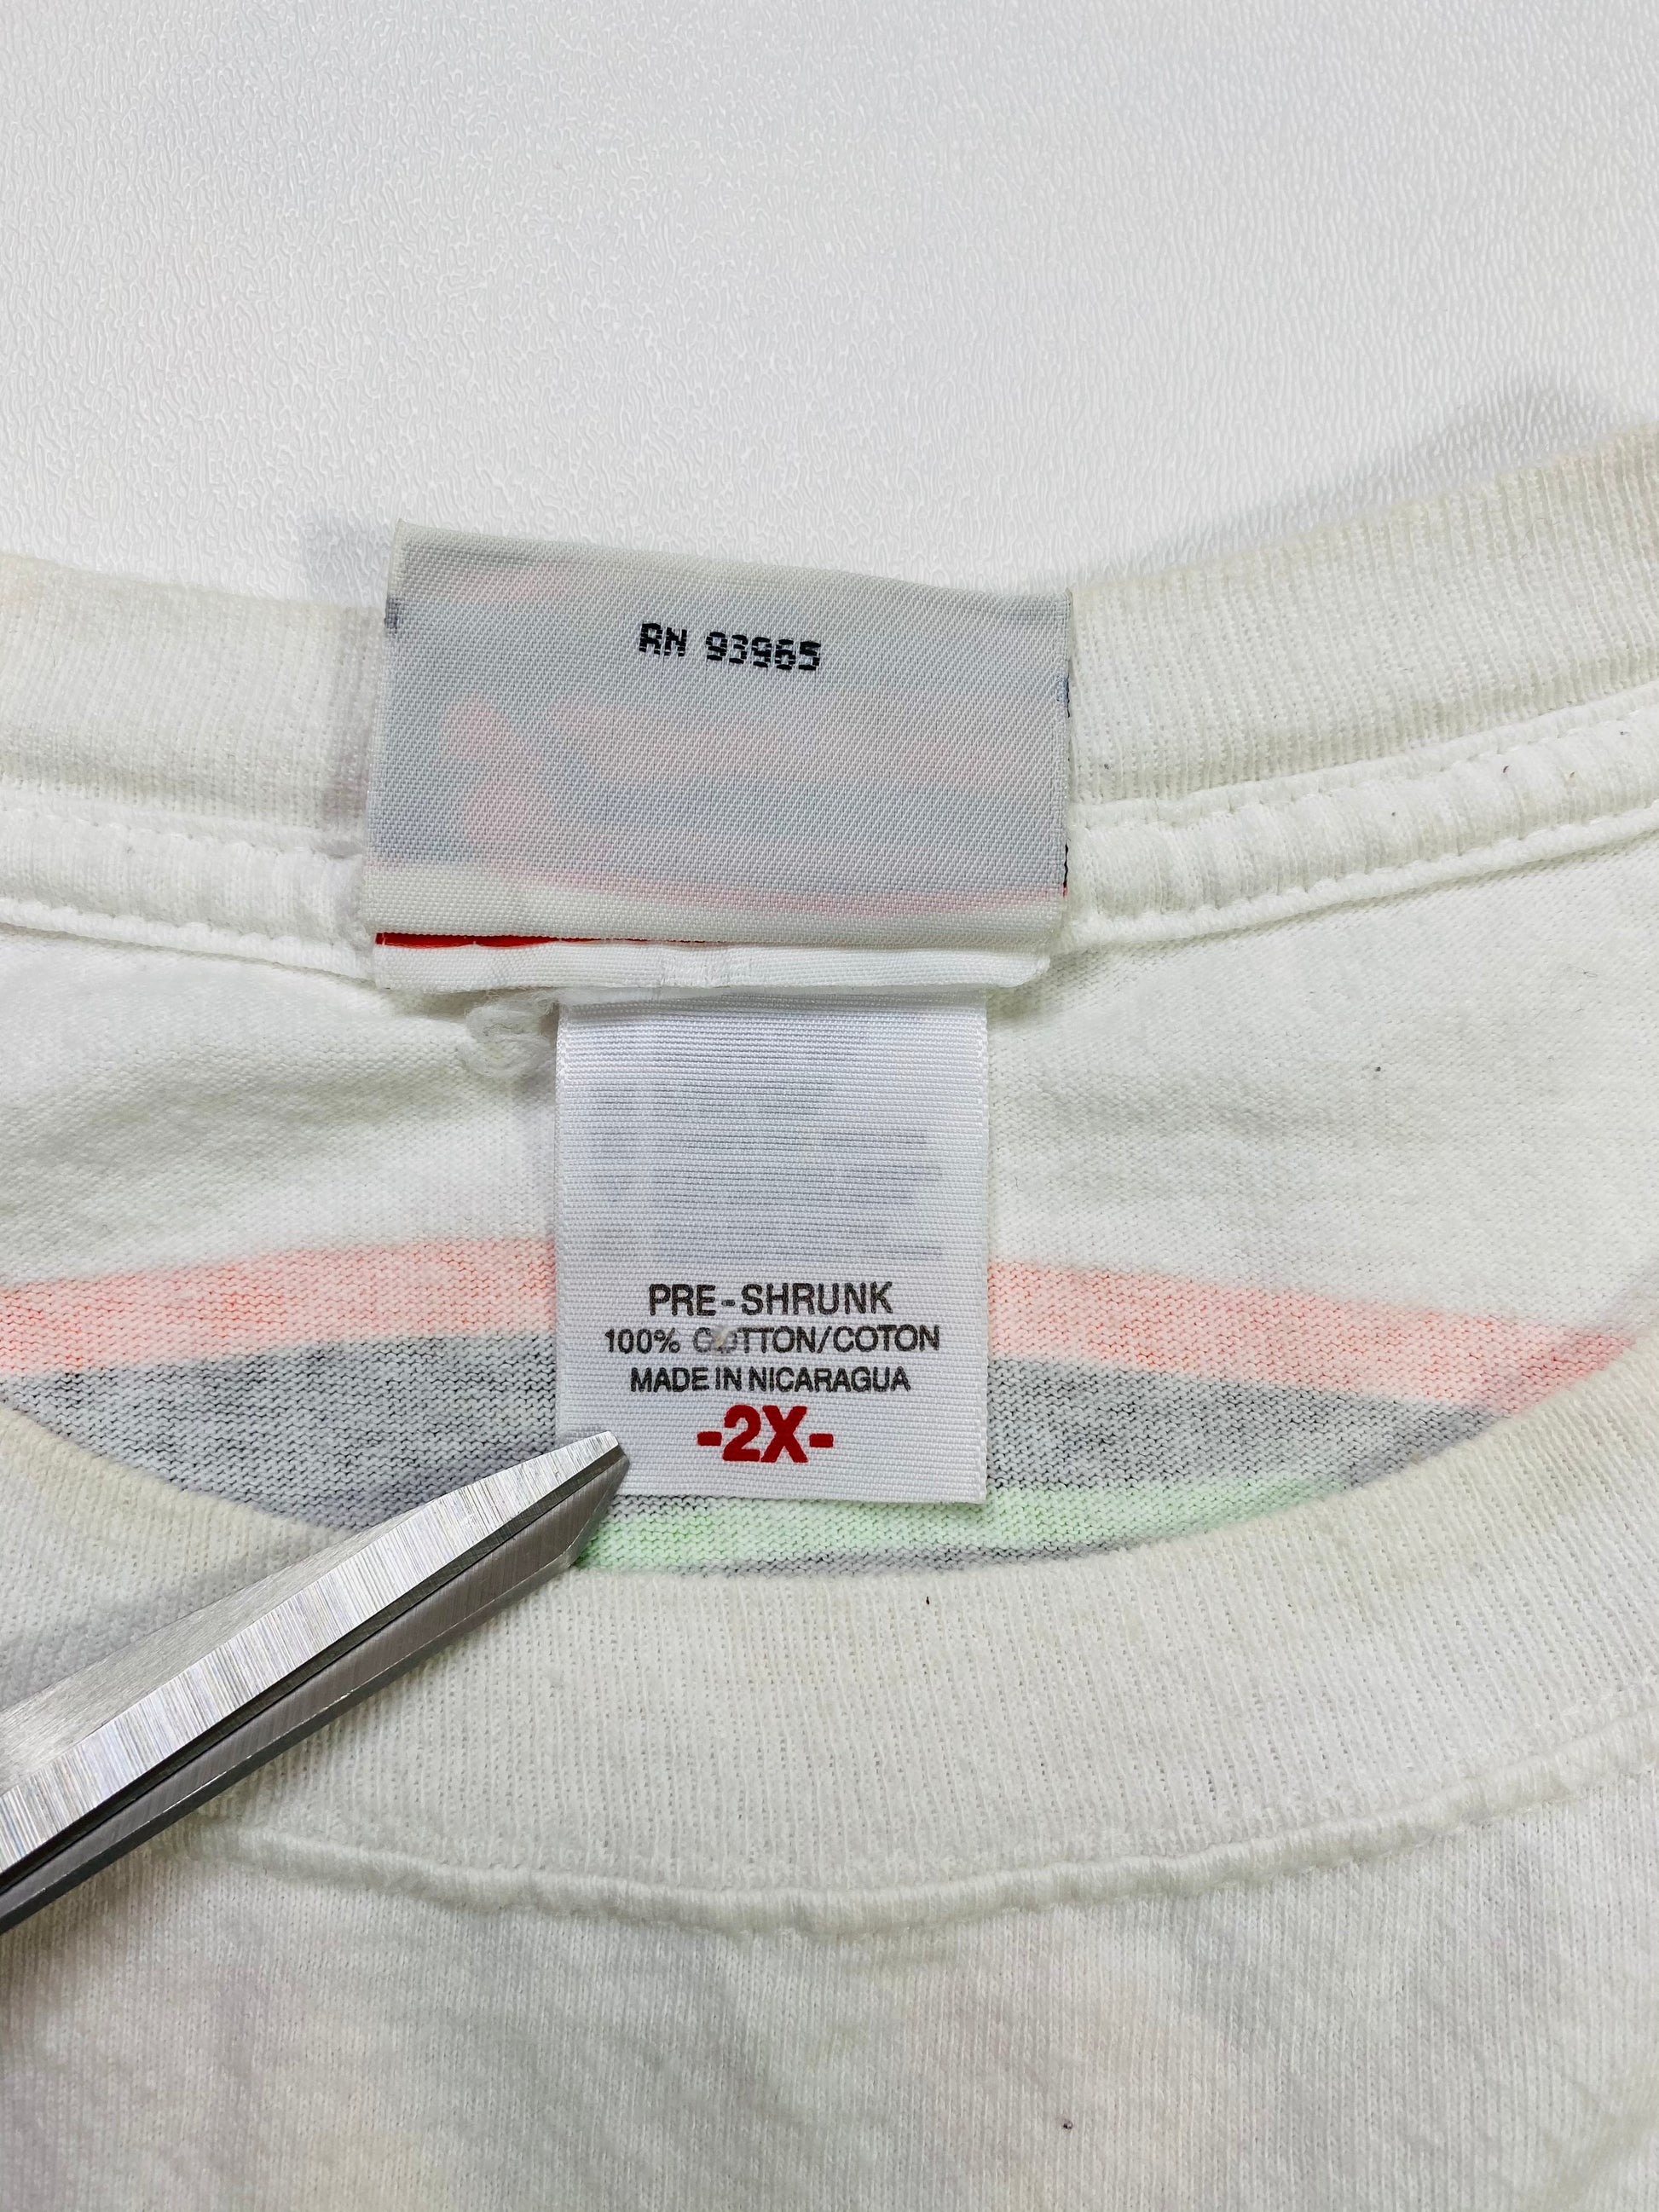 RN 93965
PRE-SHRUNK
100% COTTON/COTON
MADE IN NICARAGUA
-2X-